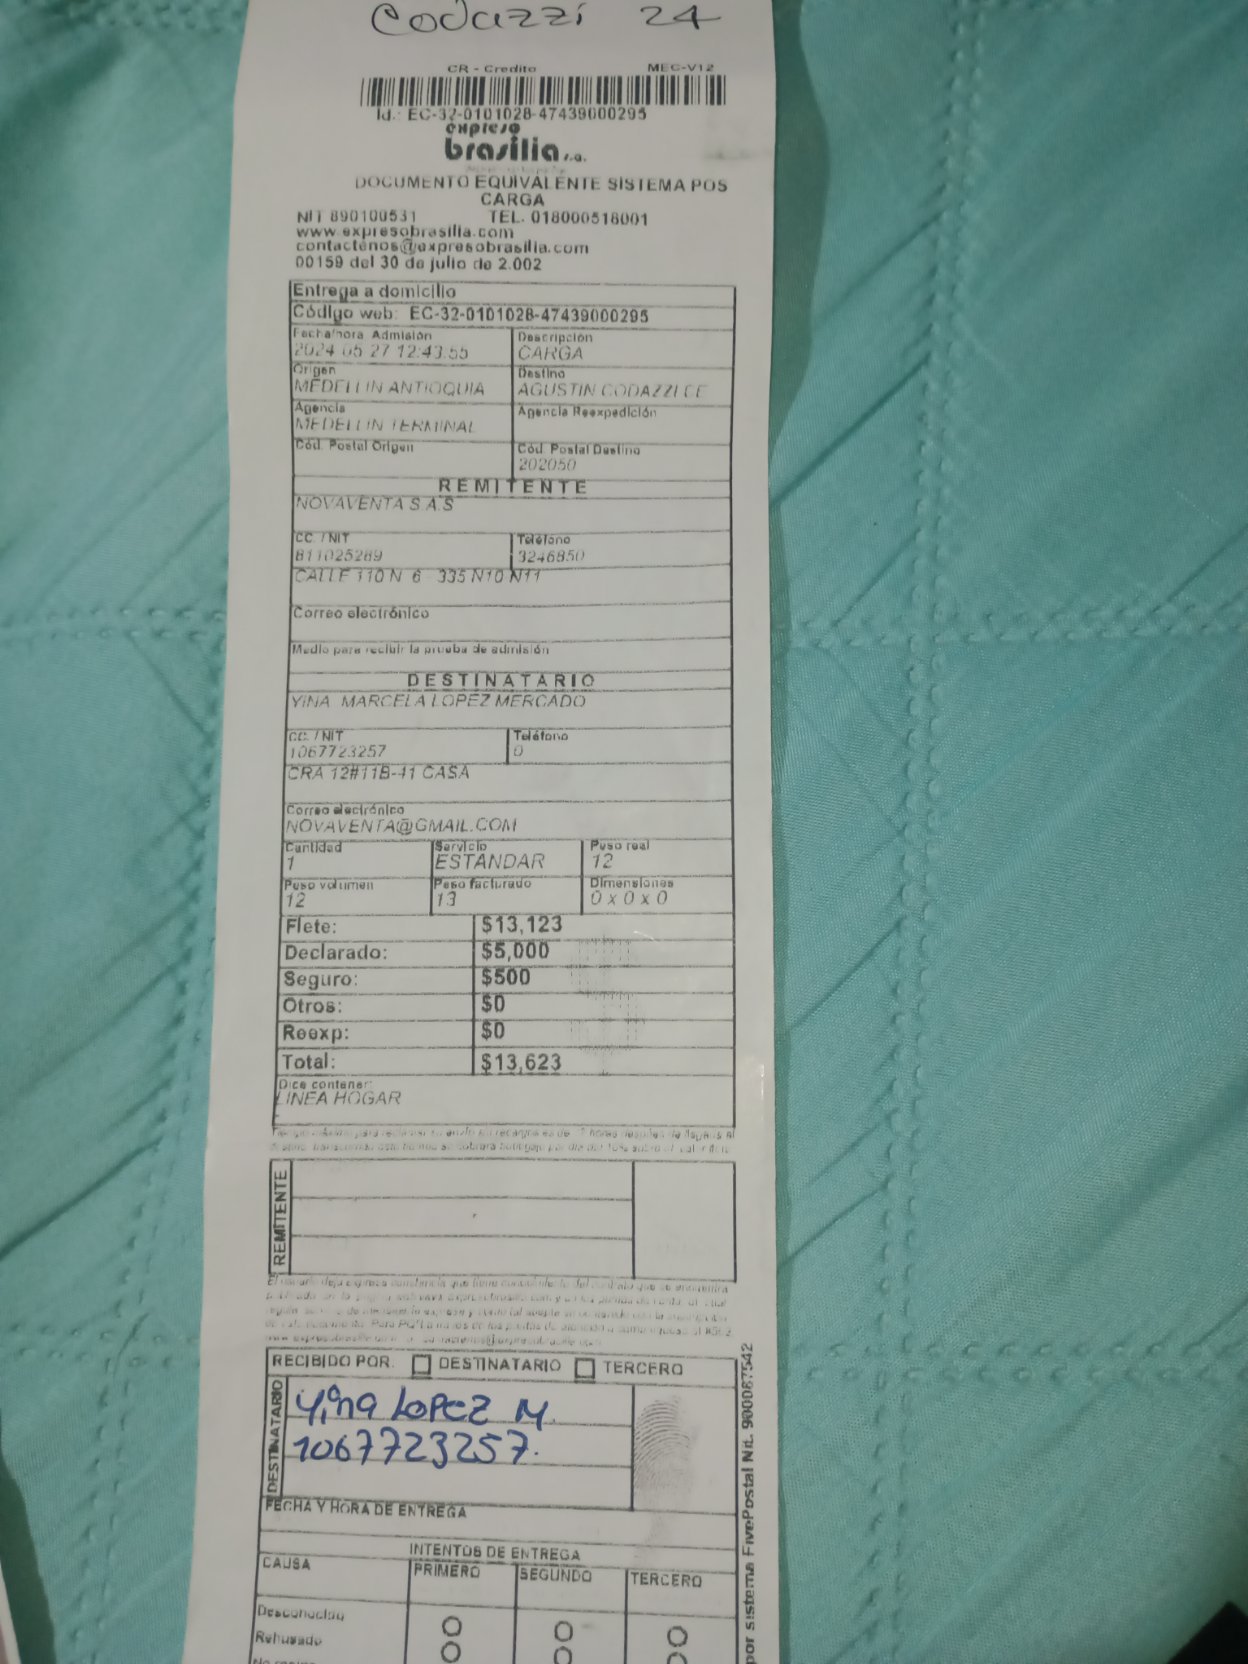 Codazzi 24
CR - Credito MEC-V12
Id.: EC-32-0101028-47439000295
expreso
brasilia s.a.
DOCUMENTO EQUIVALENTE SISTEMA POS
CARGA
NIT 890100531 TEL. 018000518001
www.expresobrasilia.com
contactenos@expresobrasilia.com
00159 del 30 de julio de 2.002
Entrega a domicilio
Código web: EC-32-0101028-47439000295
Fecha/hora Admisión Descripción
2024 05 27 12:43:55 CARGA
Origen Destino
MEDELLIN ANTIOQUIA AGUSTIN CODAZZI CE
Agencia Agencia Reexpedición
MEDELLIN TERMINAL
Cód. Postal Origen Cód. Postal Destino
202050
REMITENTE
NOVAVENTA S.A.S
CC. / NIT Teléfono
811025289 3246850
CALLE 110 N 6 - 335 N10 N11
Correo electrónico
Medio para recibir la prueba de admisión
DESTINATARIO
YINA MARCELA LOPEZ MERCADO
CC. / NIT Teléfono
1067723257 0
CRA 12#11B-41 CASA
Correo electrónico
NOVAVENTA@GMAIL.COM
Cantidad Servicio Peso real
1 ESTANDAR 12
Peso volumen Peso facturado Dimensiones
12 13 0 x 0 x 0
Flete: $13,123
Declarado: $5,000
Seguro: $500
Otros: $0
Reexp: $0
Total: $13,623
Dice contener:
LINEA HOGAR
REMITENTE
RECIBIDO POR: DESTINATARIO TERCERO
DESTINATARIO
Yina LOPEZ M.
1067723257.
FECHA Y HORA DE ENTREGA
INTENTOS DE ENTREGA
CAUSA PRIMERO SEGUNDO TERCERO
Desconocido
Rehusado
por sistema FivePostal Nit. 900087542